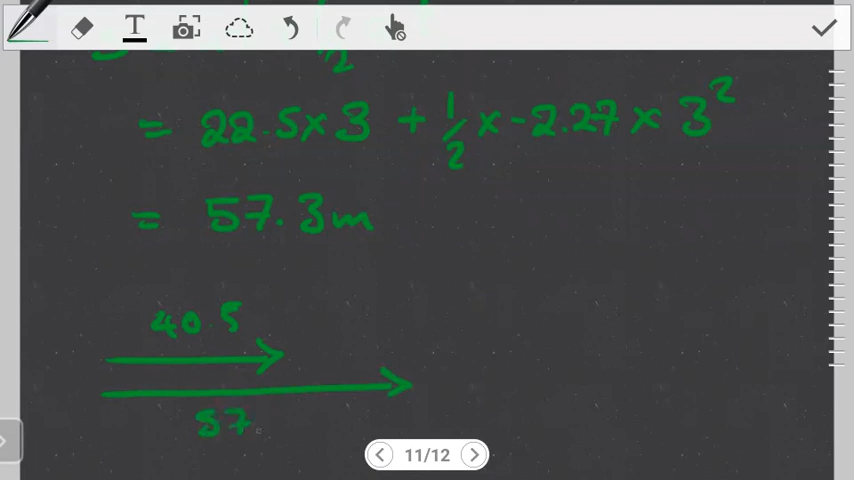 T
= 22.5 x 3 + 1/2 x -2.27 x 3²
= 57.3m
40.5
57.
11/12